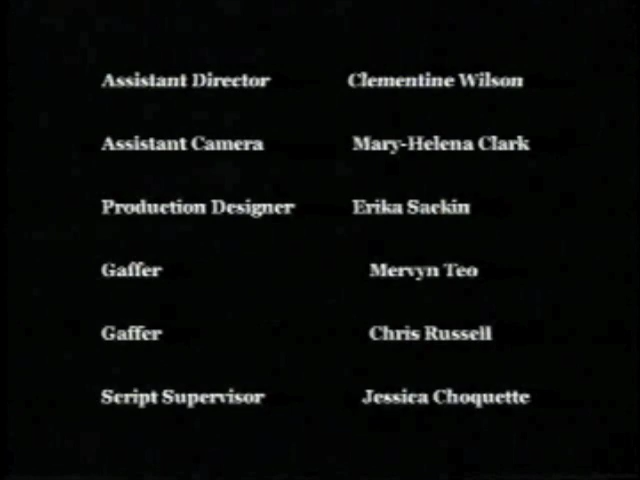 Assistant Director Clementine Wilson
Assistant Camera Mary-Helena Clark
Production Designer Erika Sackin
Gaffer Mervyn Teo
Gaffer Chris Russell
Script Supervisor Jessica Choquette